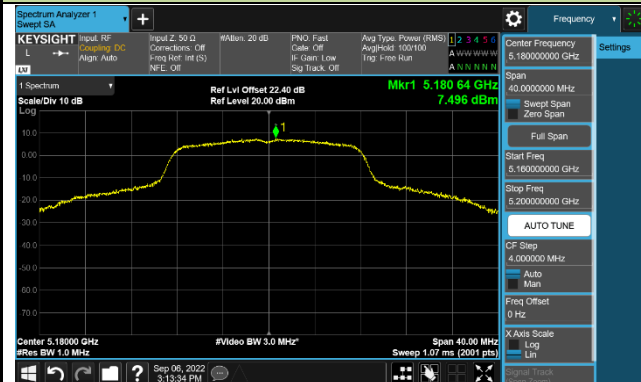 Spectrum Analyzer 1
Swept SA
Frequency
KEYSIGHT
Input: RF
Coupling: DC
Align: Auto
Input Z: 50 Ω
Corrections: Off
Freq Ref: Int (S)
NFE: Off
#Atten: 20 dB
PNO: Fast
Gate: Off
IF Gain: Low
Sig Track: Off
Avg Type: Power (RMS)
Avg|Hold: 100/100
Trig: Free Run
1 2 3 4 5 6
A W W W W W
A N N N N N
L
LXI
1 Spectrum
Scale/Div 10 dB
Log
Ref Lvl Offset 22.40 dB
Ref Level 20.00 dBm
Mkr1 5.180 64 GHz
7.496 dBm
1
10.0
0.00
10.0
20.0
30.0
40.0
-50.0
-60.0
70.0
Center 5.18000 GHz
#Res BW 1.0 MHz
#Video BW 3.0 MHz*
Span 40.00 MHz
Sweep 1.07 ms (2001 pts)
Sep 06, 2022
3:13:34 PM
Center Frequency
5.180000000 GHz
Span
40.0000000 MHz
Swept Span
Zero Span
Full Span
Start Freq
5.160000000 GHz
Stop Freq
5.200000000 GHz
AUTO TUNE
CF Step
4.000000 MHz
Auto
Man
Freq Offset
0 Hz
X Axis Scale
Log
Lin
Signal Track
Settings